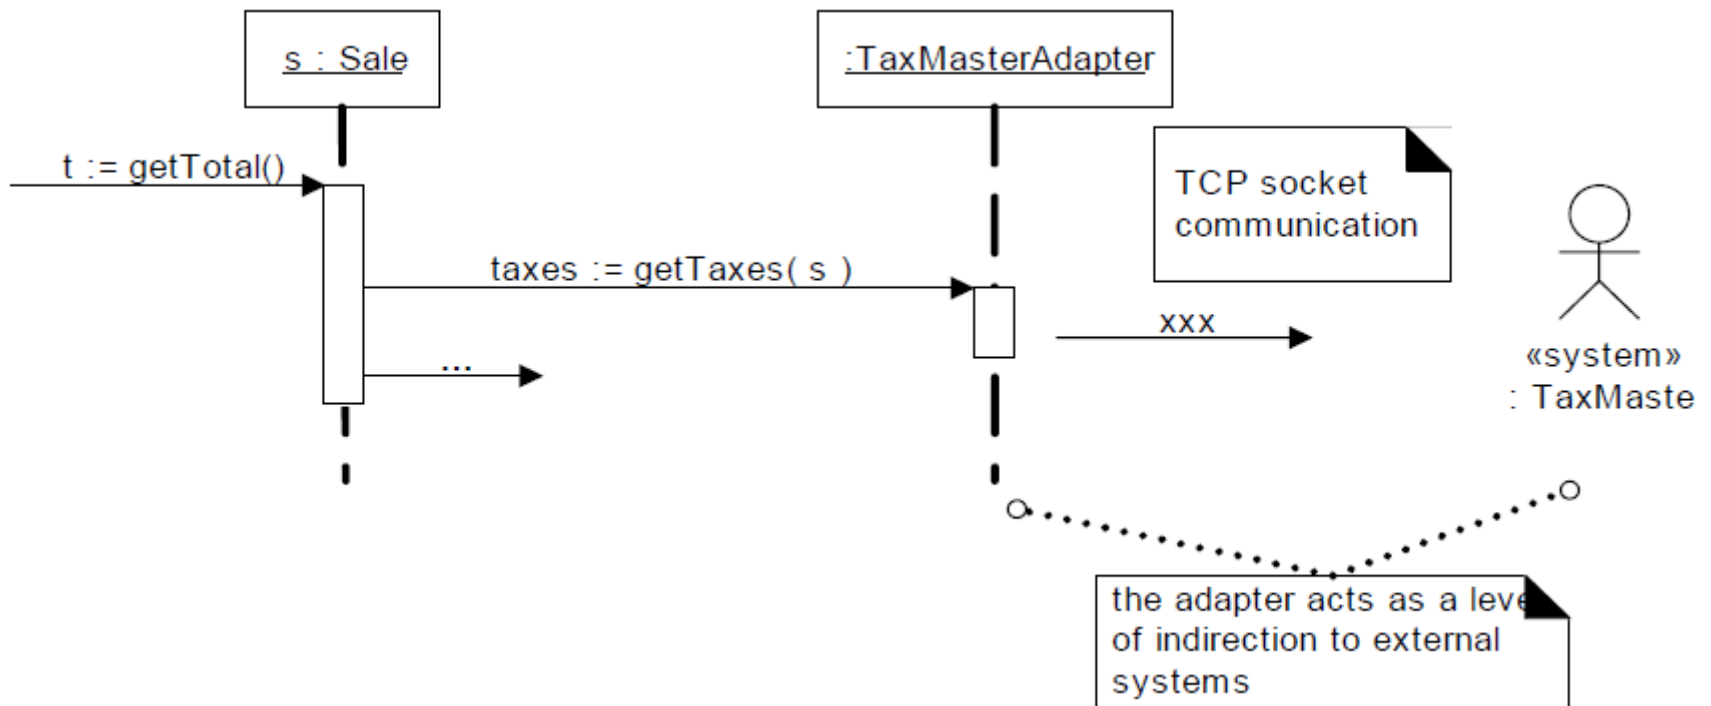 s : Sale
:TaxMasterAdapter
t := getTotal()
TCP socket
communication
taxes := getTaxes( s )
xxx
...
«system»
: TaxMaste
the adapter acts as a leve
of indirection to external
systems